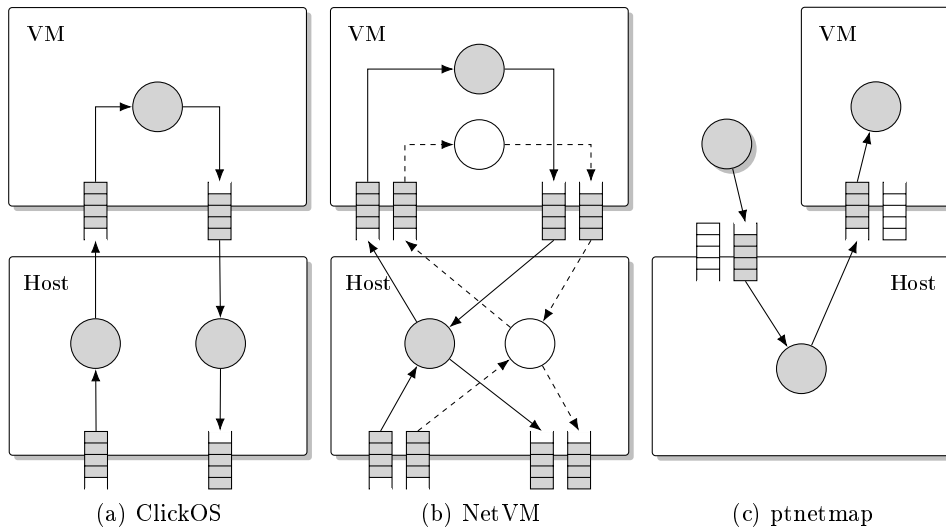 VM
VM
VM
Host
Host
Host
(a) ClickOS
(b) NetVM
(c) ptnetmap